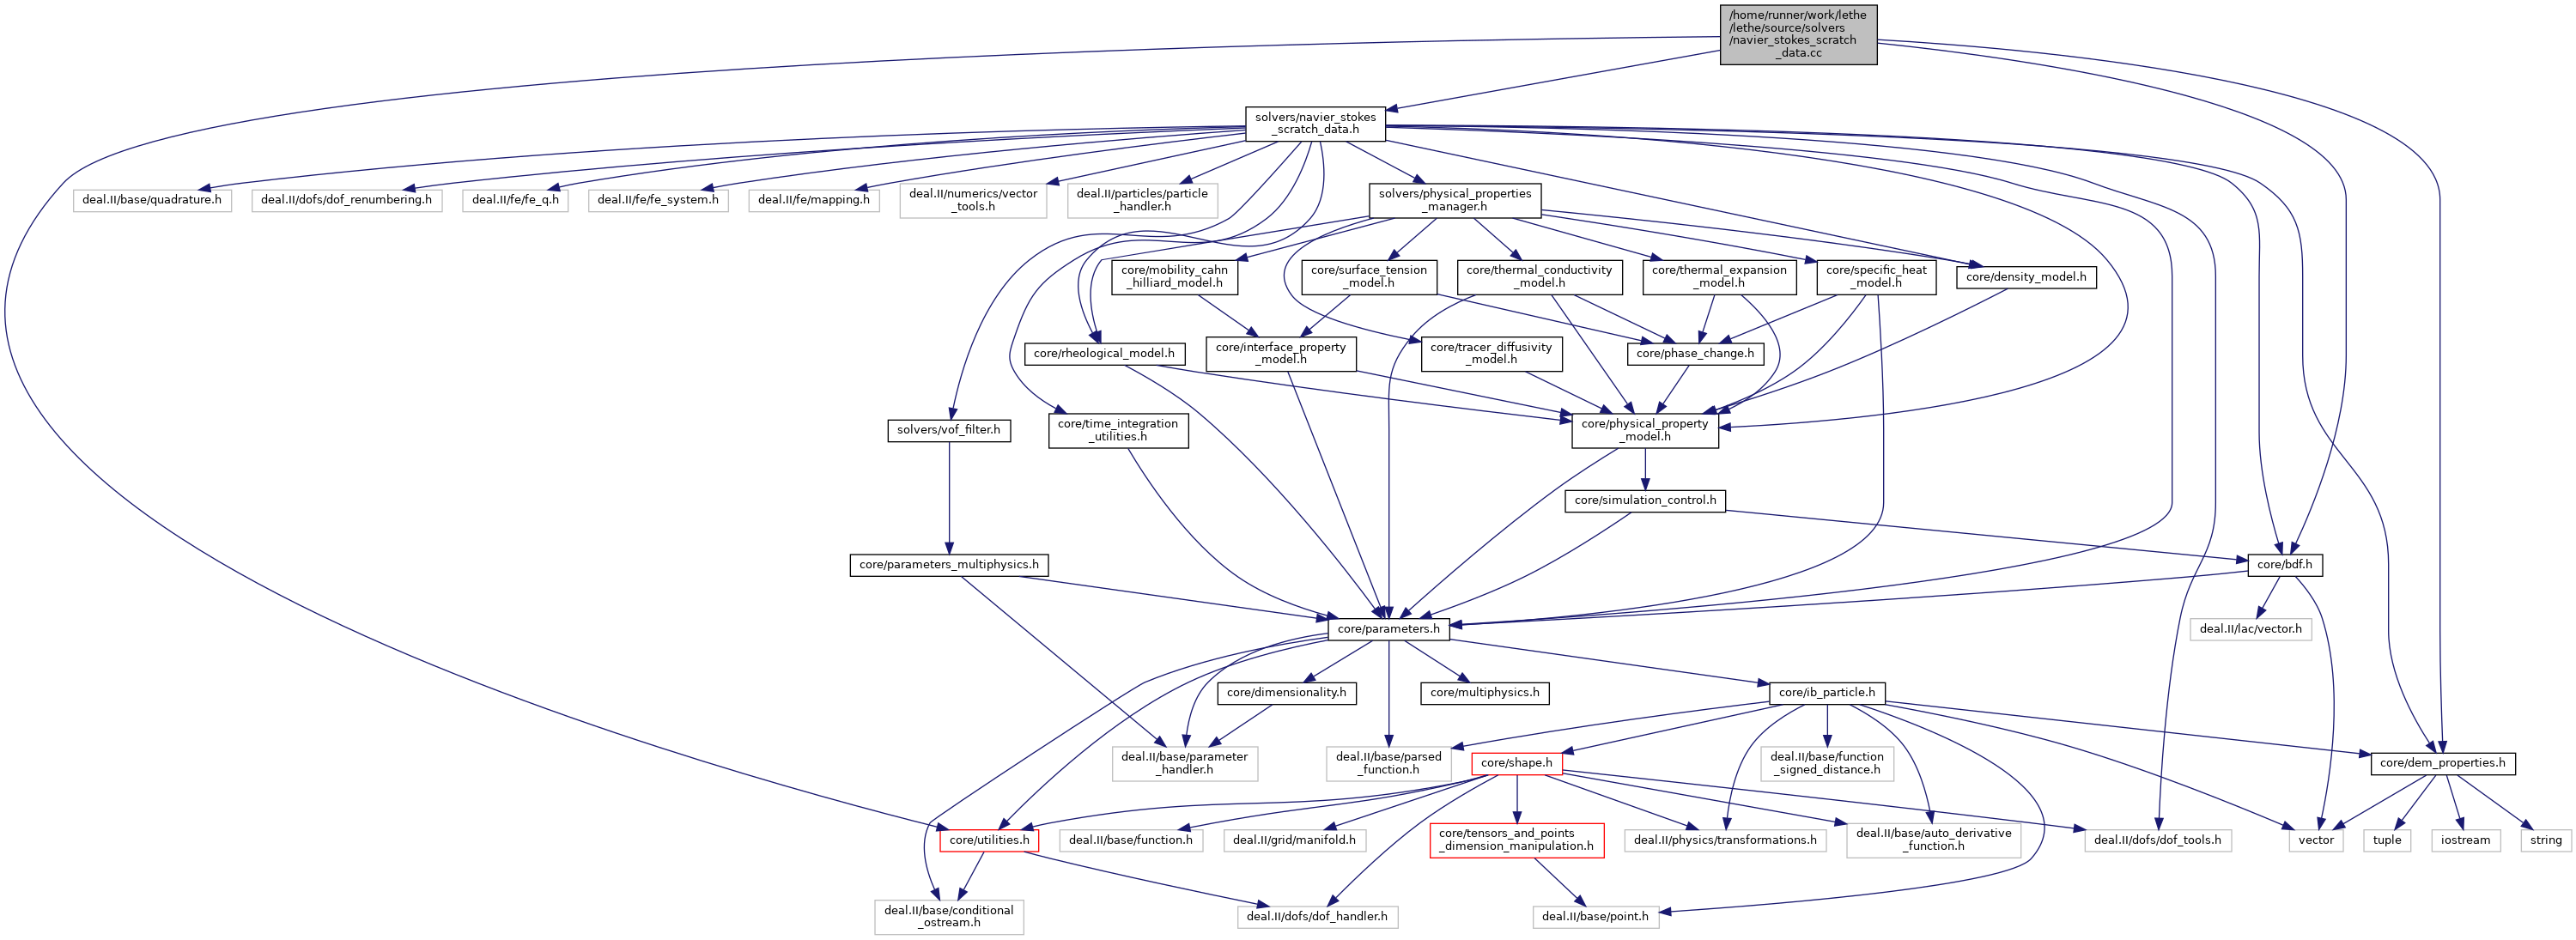 /home/runner/work/lethe
/lethe/source/solvers
/navier_stokes_scratch
_data.cc
solvers/navier_stokes
_scratch_data.h
deal.II/base/quadrature.h
deal.II/dofs/dof_renumbering.h
deal.II/fe/fe_q.h
deal.II/fe/fe_system.h
deal.II/fe/mapping.h
deal.II/numerics/vector
_tools.h
deal.II/particles/particle
_handler.h
solvers/physical_properties
_manager.h
core/mobility_cahn
_hilliard_model.h
core/surface_tension
_model.h
core/thermal_conductivity
_model.h
core/thermal_expansion
_model.h
core/specific_heat
_model.h
core/density_model.h
core/rheological_model.h
core/interface_property
_model.h
core/tracer_diffusivity
_model.h
core/phase_change.h
solvers/vof_filter.h
core/time_integration
_utilities.h
core/physical_property
_model.h
core/simulation_control.h
core/parameters_multiphysics.h
core/bdf.h
core/parameters.h
deal.II/lac/vector.h
core/dimensionality.h
core/multiphysics.h
core/ib_particle.h
deal.II/base/parameter
_handler.h
deal.II/base/parsed
_function.h
core/shape.h
deal.II/base/function
_signed_distance.h
core/dem_properties.h
core/utilities.h
deal.II/base/function.h
deal.II/grid/manifold.h
core/tensors_and_points
_dimension_manipulation.h
deal.II/physics/transformations.h
deal.II/base/auto_derivative
_function.h
deal.II/dofs/dof_tools.h
vector
tuple
iostream
string
deal.II/base/conditional
_ostream.h
deal.II/dofs/dof_handler.h
deal.II/base/point.h